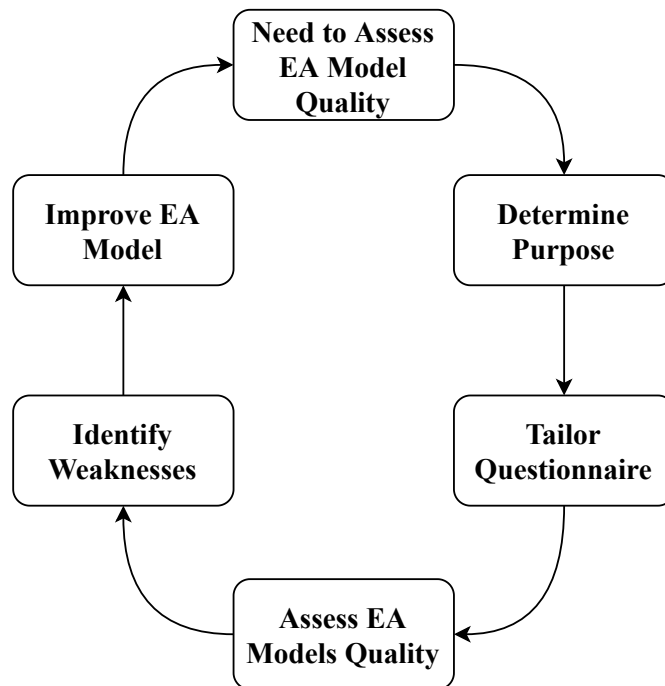 Need to Assess
EA Model
Quality
Determine
Purpose
Tailor
Questionnaire
Assess EA
Models Quality
Identify
Weaknesses
Improve EA
Model